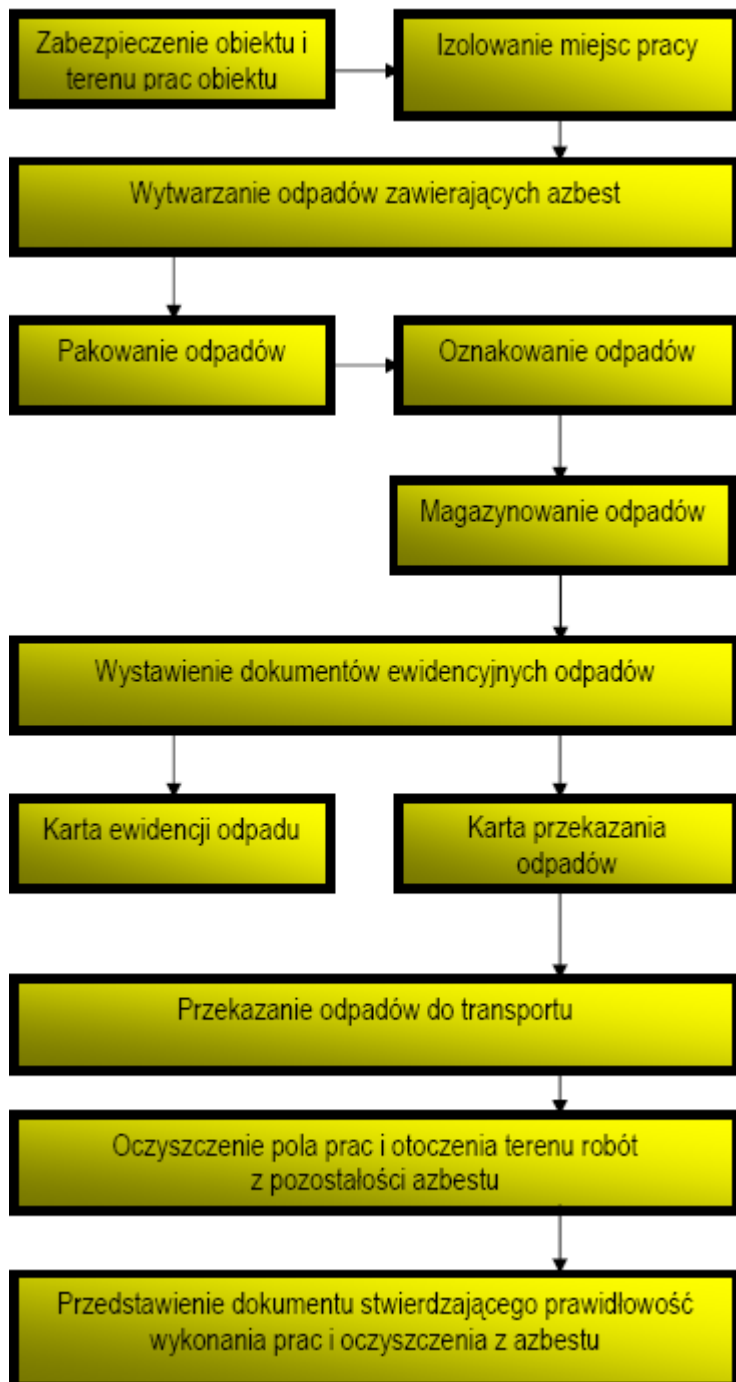 Zabezpieczenie obiektu i
terenu prac obiektu
Izolowanie miejsc pracy
Wytwarzanie odpadów zawierających azbest
Pakowanie odpadów
Oznakowanie odpadów
Magazynowanie odpadów
Wystawienie dokumentów ewidencyjnych odpadów
Karta ewidencji odpadu
Karta przekazania
odpadów
Przekazanie odpadów do transportu
Oczyszczenie pola prac i otoczenia terenu robót
z pozostałości azbestu
Przedstawienie dokumentu stwierdzającego prawidłowość
wykonania prac i oczyszczenia z azbestu